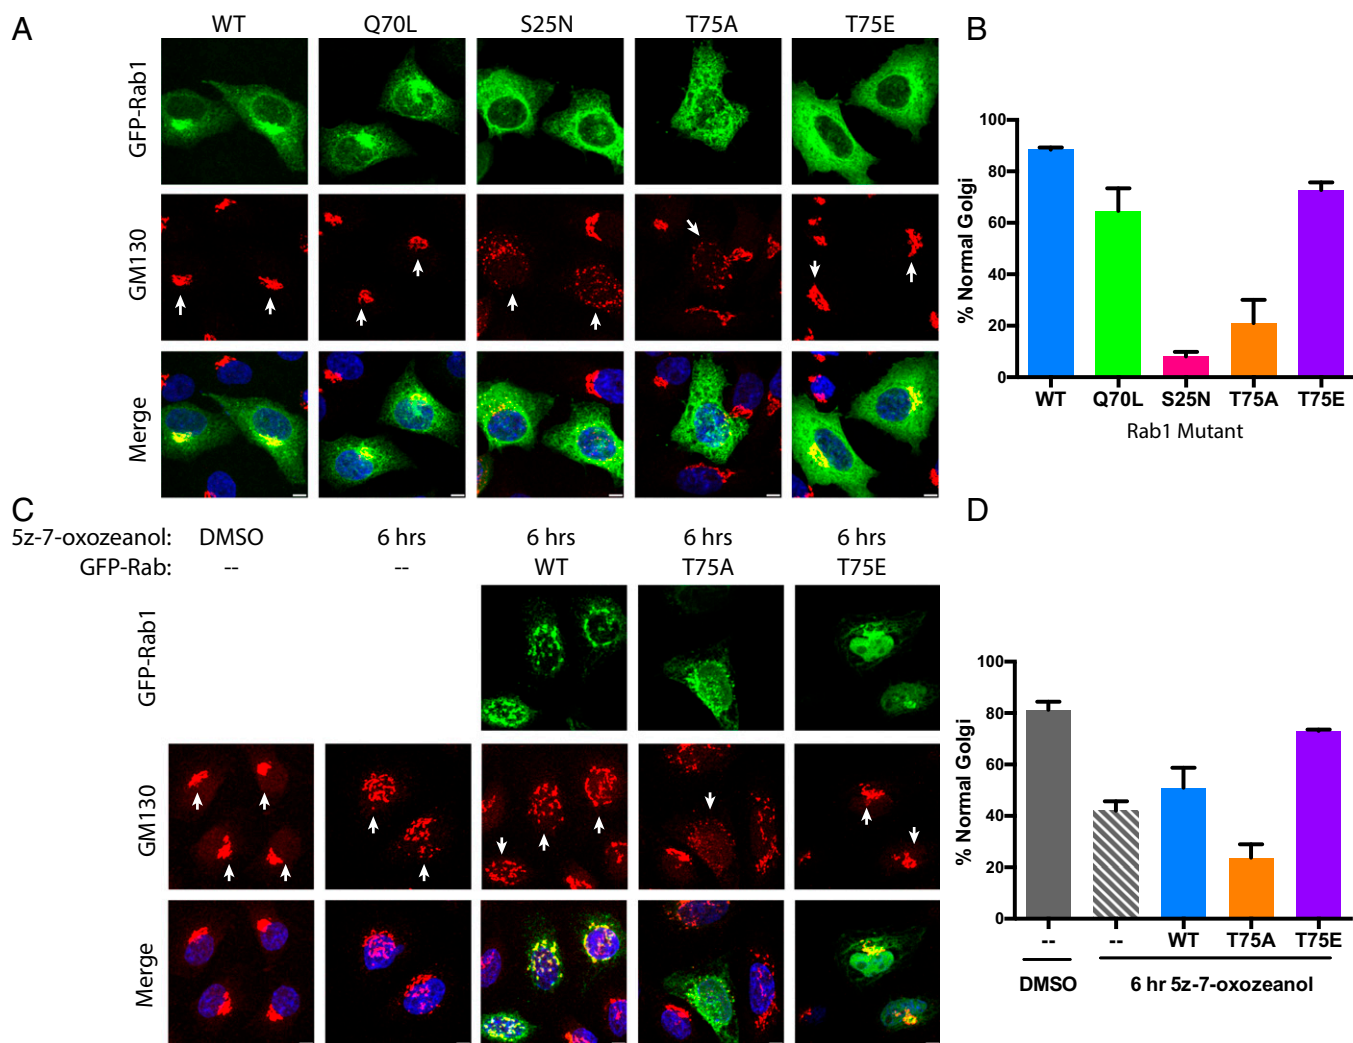 A
WT Q70L S25N T75A T75E
GFP-Rab1
GM130
Merge
B
% Normal Golgi
100
80
60
40
20
0
WT Q70L S25N T75A T75E
Rab1 Mutant
C
5z-7-oxozeanol: DMSO 6 hrs 6 hrs 6 hrs 6 hrs
GFP-Rab: -- -- WT T75A T75E
GFP-Rab1
GM130
Merge
D
% Normal Golgi
100
80
60
40
20
0
-- -- WT T75A T75E
DMSO 6 hr 5z-7-oxozeanol